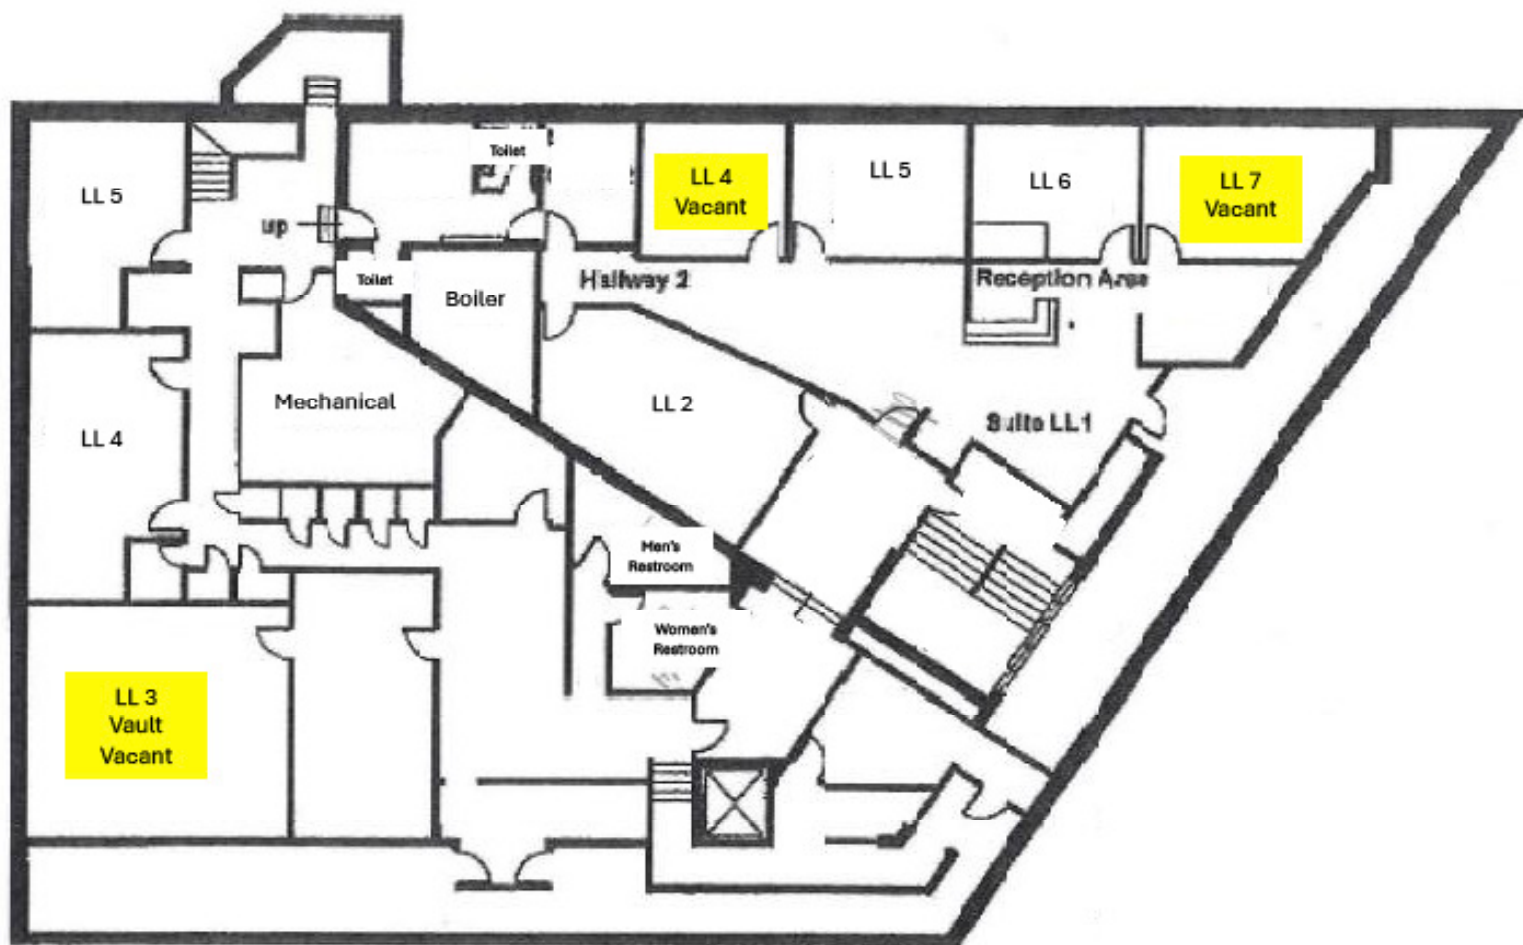 Toilet
LL 4
Vacant
LL 5
LL 6
LL 7
Vacant
LL 5
up
Toilet
Boiler
Hallway 2
Reception Area
Mechanical
LL 2
Suite LL1
LL 4
Men's
Restroom
Women's
Restroom
LL 3
Vault
Vacant